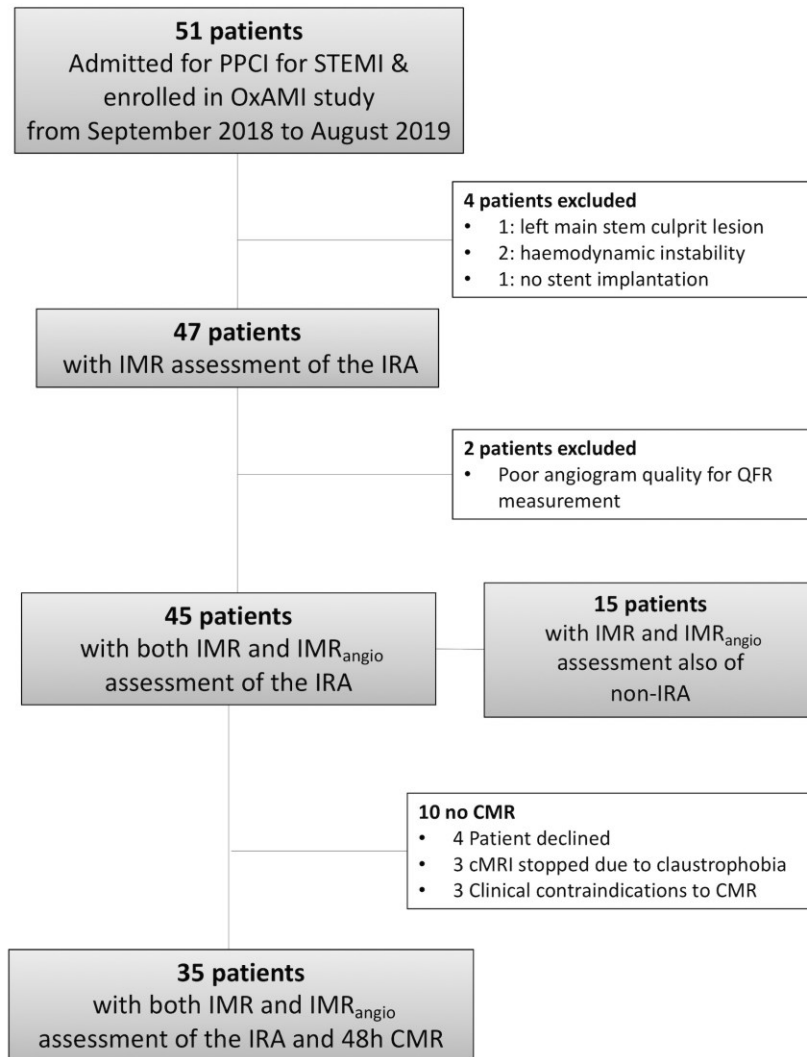 51 patients
Admitted for PPCI for STEMI &
enrolled in OxAMI study
from September 2018 to August 2019
4 patients excluded
• 1: left main stem culprit lesion
• 2: haemodynamic instability
• 1: no stent implantation
47 patients
with IMR assessment of the IRA
2 patients excluded
• Poor angiogram quality for QFR
measurement
45 patients
with both IMR and IMRangio
assessment of the IRA
15 patients
with IMR and IMRangio
assessment also of
non-IRA
10 no CMR
• 4 Patient declined
• 3 cMRI stopped due to claustrophobia
• 3 Clinical contraindications to CMR
35 patients
with both IMR and IMRangio
assessment of the IRA and 48h CMR